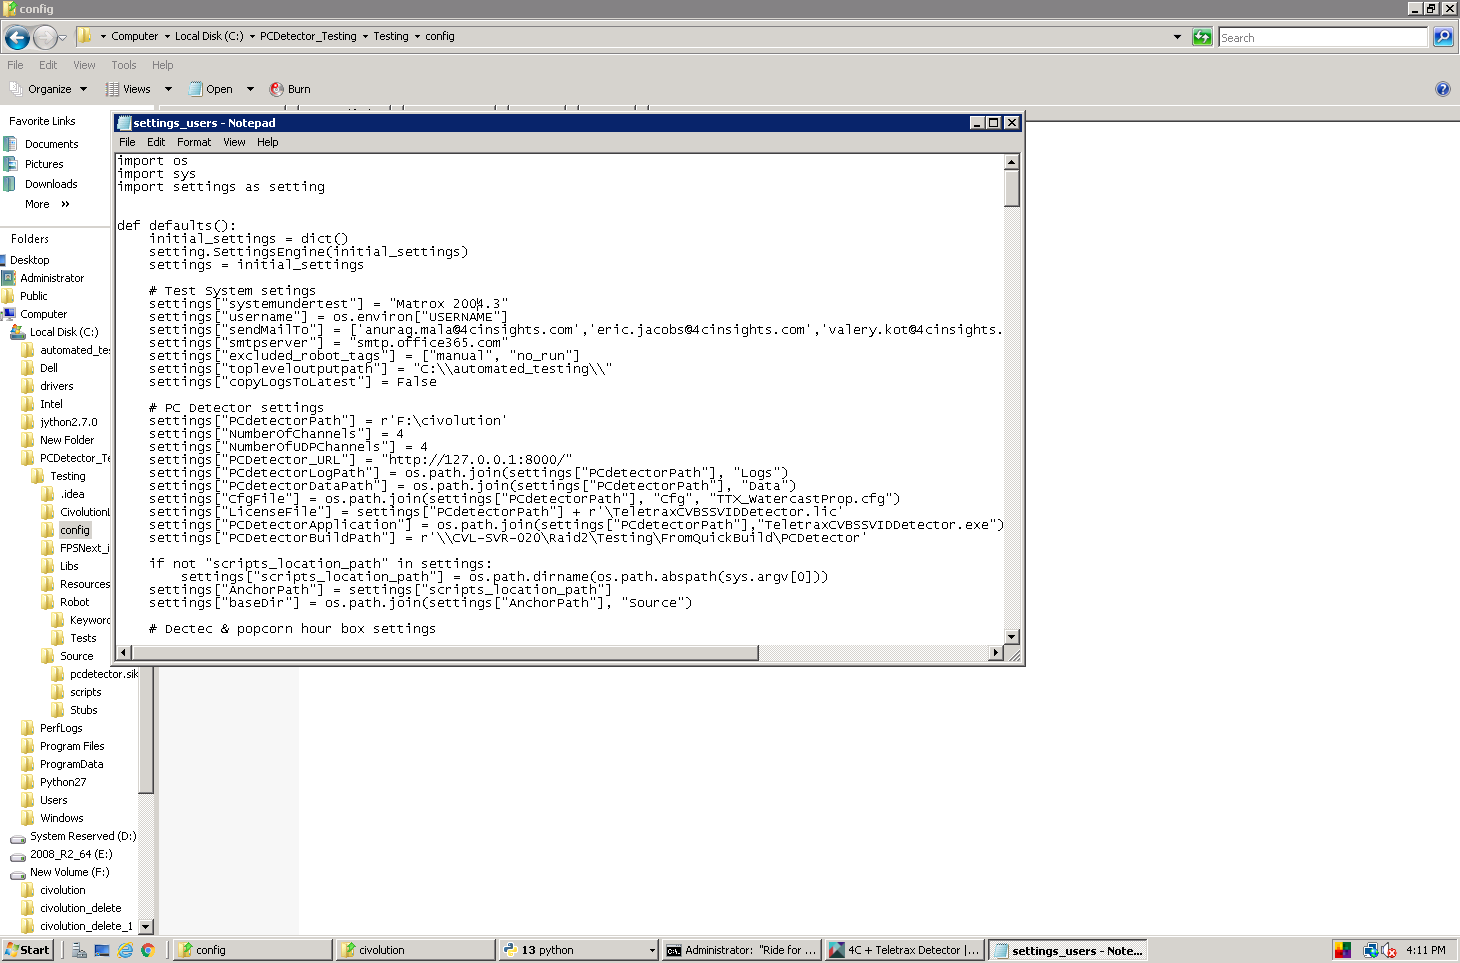 config
Computer Local Disk (C:) PCDetector_Testing Testing config
Search
File Edit View Tools Help
Organize Views Open Burn
Favorite Links
Documents
Pictures
Downloads
More »
Folders
Desktop
Administrator
Public
Computer
Local Disk (C:)
automated_tes
Dell
drivers
Intel
jython2.7.0
New Folder
PCDetector_Te
Testing
.idea
CivolutionL
config
FPSNext_i
Libs
Resources
Robot
Keyword
Tests
Source
pcdetector.sik
scripts
Stubs
PerfLogs
Program Files
ProgramData
Python27
Users
Windows
System Reserved (D:)
2008_R2_64 (E:)
New Volume (F:)
civolution
civolution_delete
civolution_delete_1
settings_users - Notepad
File Edit Format View Help
import os
import sys
import settings as setting
def defaults():
initial_settings = dict()
setting.SettingsEngine(initial_settings)
settings = initial_settings
# Test System setings
settings["systemundertest"] = "Matrox 2004.3"
settings["username"] = os.environ["USERNAME"]
settings["sendMailTo"] = ['anurag.mala@4cinsights.com','eric.jacobs@4cinsights.com','valery.kot@4cinsights.
settings["smtpserver"] = "smtp.office365.com"
settings["excluded_robot_tags"] = ["manual", "no_run"]
settings["topleveloutputpath"] = "C:\\automated_testing\\"
settings["copyLogsToLatest"] = False
# PC Detector settings
settings["PCdetectorPath"] = r'F:\civolution'
settings["NumberOfChannels"] = 4
settings["NumberOfUDPChannels"] = 4
settings["PCDetector_URL"] = "http://127.0.0.1:8000/"
settings["PCDetectorLogPath"] = os.path.join(settings["PCdetectorPath"], "Logs")
settings["PCDetectorDataPath"] = os.path.join(settings["PCdetectorPath"], "Data")
settings["CfgFile"] = os.path.join(settings["PCdetectorPath"], "Cfg", "TTX_WatercastProp.cfg")
settings["LicenseFile"] = settings["PCdetectorPath"] + r'\TeletraxCVBSSVIDDetector.lic'
settings["PCDetectorApplication"] = os.path.join(settings["PCdetectorPath"],"TeletraxCVBSSVIDDetector.exe")
settings["PCDetectorBuildPath"] = r'\\CVL-SVR-020\Raid2\Testing\FromQuickBuild\PCDetector'
if not "scripts_location_path" in settings:
settings["scripts_location_path"] = os.path.dirname(os.path.abspath(sys.argv[0]))
settings["AnchorPath"] = settings["scripts_location_path"]
settings["baseDir"] = os.path.join(settings["AnchorPath"], "Source")
# Dectec & popcorn hour box settings
Start config civolution 13 python Administrator: "Ride for ... 4C + Teletrax Detector |... settings_users - Note... 4:11 PM